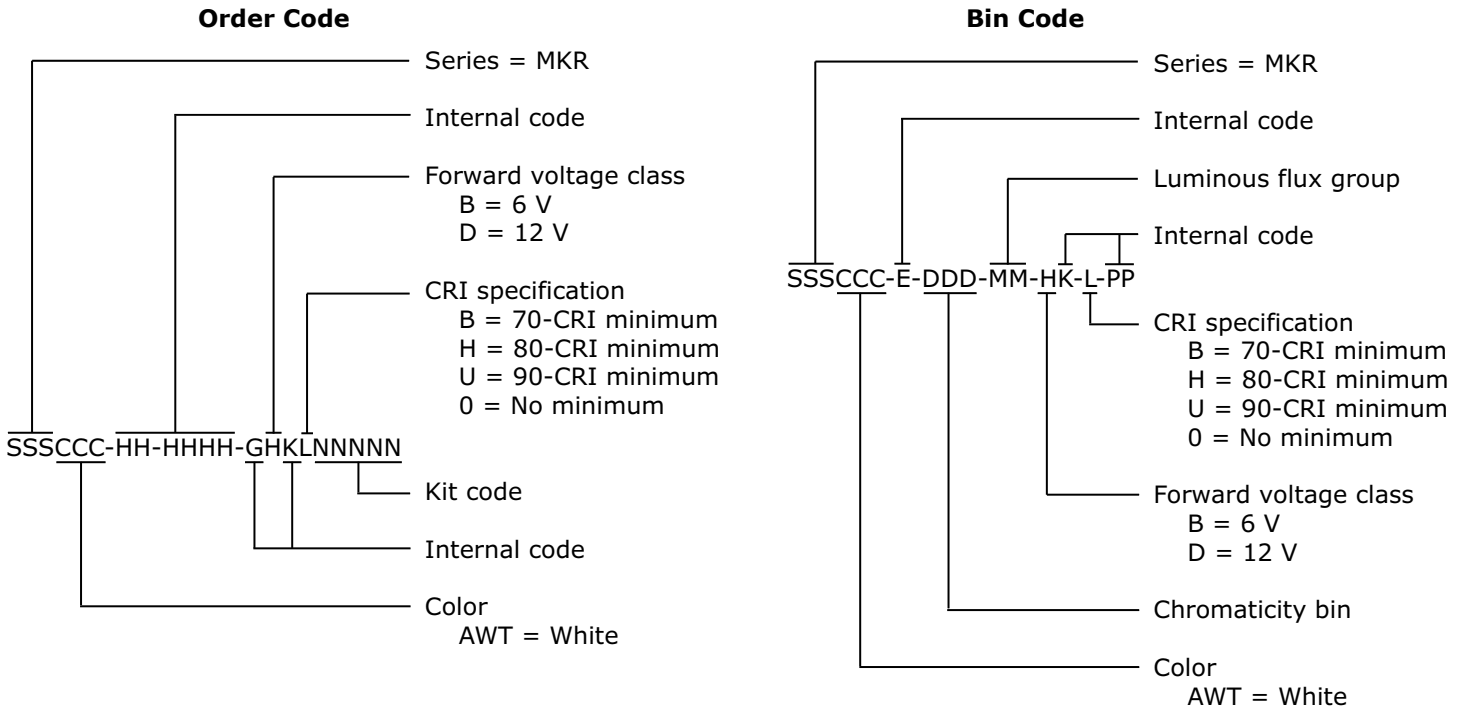 Order Code
Series = MKR
Internal code
Forward voltage class
B = 6 V
D = 12 V
CRI specification
B = 70-CRI minimum
H = 80-CRI minimum
U = 90-CRI minimum
0 = No minimum
SSSCCC-HH-HHHH-GHKLNNNNN
Kit code
Internal code
Color
AWT = White
Bin Code
Series = MKR
Internal code
Luminous flux group
Internal code
SSSCCC-E-DDD-MM-HK-L-PP
CRI specification
B = 70-CRI minimum
H = 80-CRI minimum
U = 90-CRI minimum
0 = No minimum
Forward voltage class
B = 6 V
D = 12 V
Chromaticity bin
Color
AWT = White